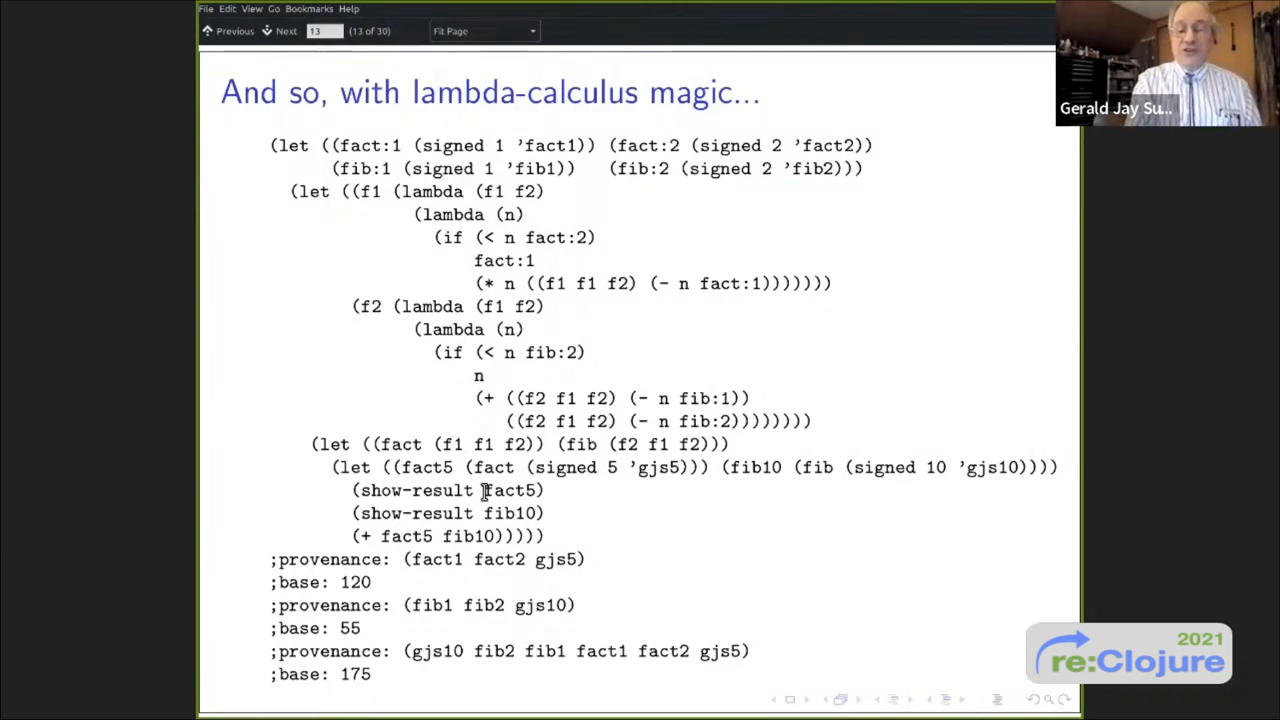 File Edit View Go Bookmarks Help
Previous Next 13 (13 of 30) Fit Page
And so, with lambda-calculus magic...
(let ((fact:1 (signed 1 'fact1)) (fact:2 (signed 2 'fact2))
(fib:1 (signed 1 'fib1)) (fib:2 (signed 2 'fib2)))
(let ((f1 (lambda (f1 f2)
(lambda (n)
(if (< n fact:2)
fact:1
(* n ((f1 f1 f2) (- n fact:1)))))))
(f2 (lambda (f1 f2)
(lambda (n)
(if (< n fib:2)
n
(+ ((f2 f1 f2) (- n fib:1))
((f2 f1 f2) (- n fib:2))))))))
(let ((fact (f1 f1 f2)) (fib (f2 f1 f2)))
(let ((fact5 (fact (signed 5 'gjs5))) (fib10 (fib (signed 10 'gjs10))))
(show-result fact5)
(show-result fib10)
(+ fact5 fib10)))))
;provenance: (fact1 fact2 gjs5)
;base: 120
;provenance: (fib1 fib2 gjs10)
;base: 55
;provenance: (gjs10 fib2 fib1 fact1 fact2 gjs5)
;base: 175
Gerald Jay Su...
2021
re:Clojure